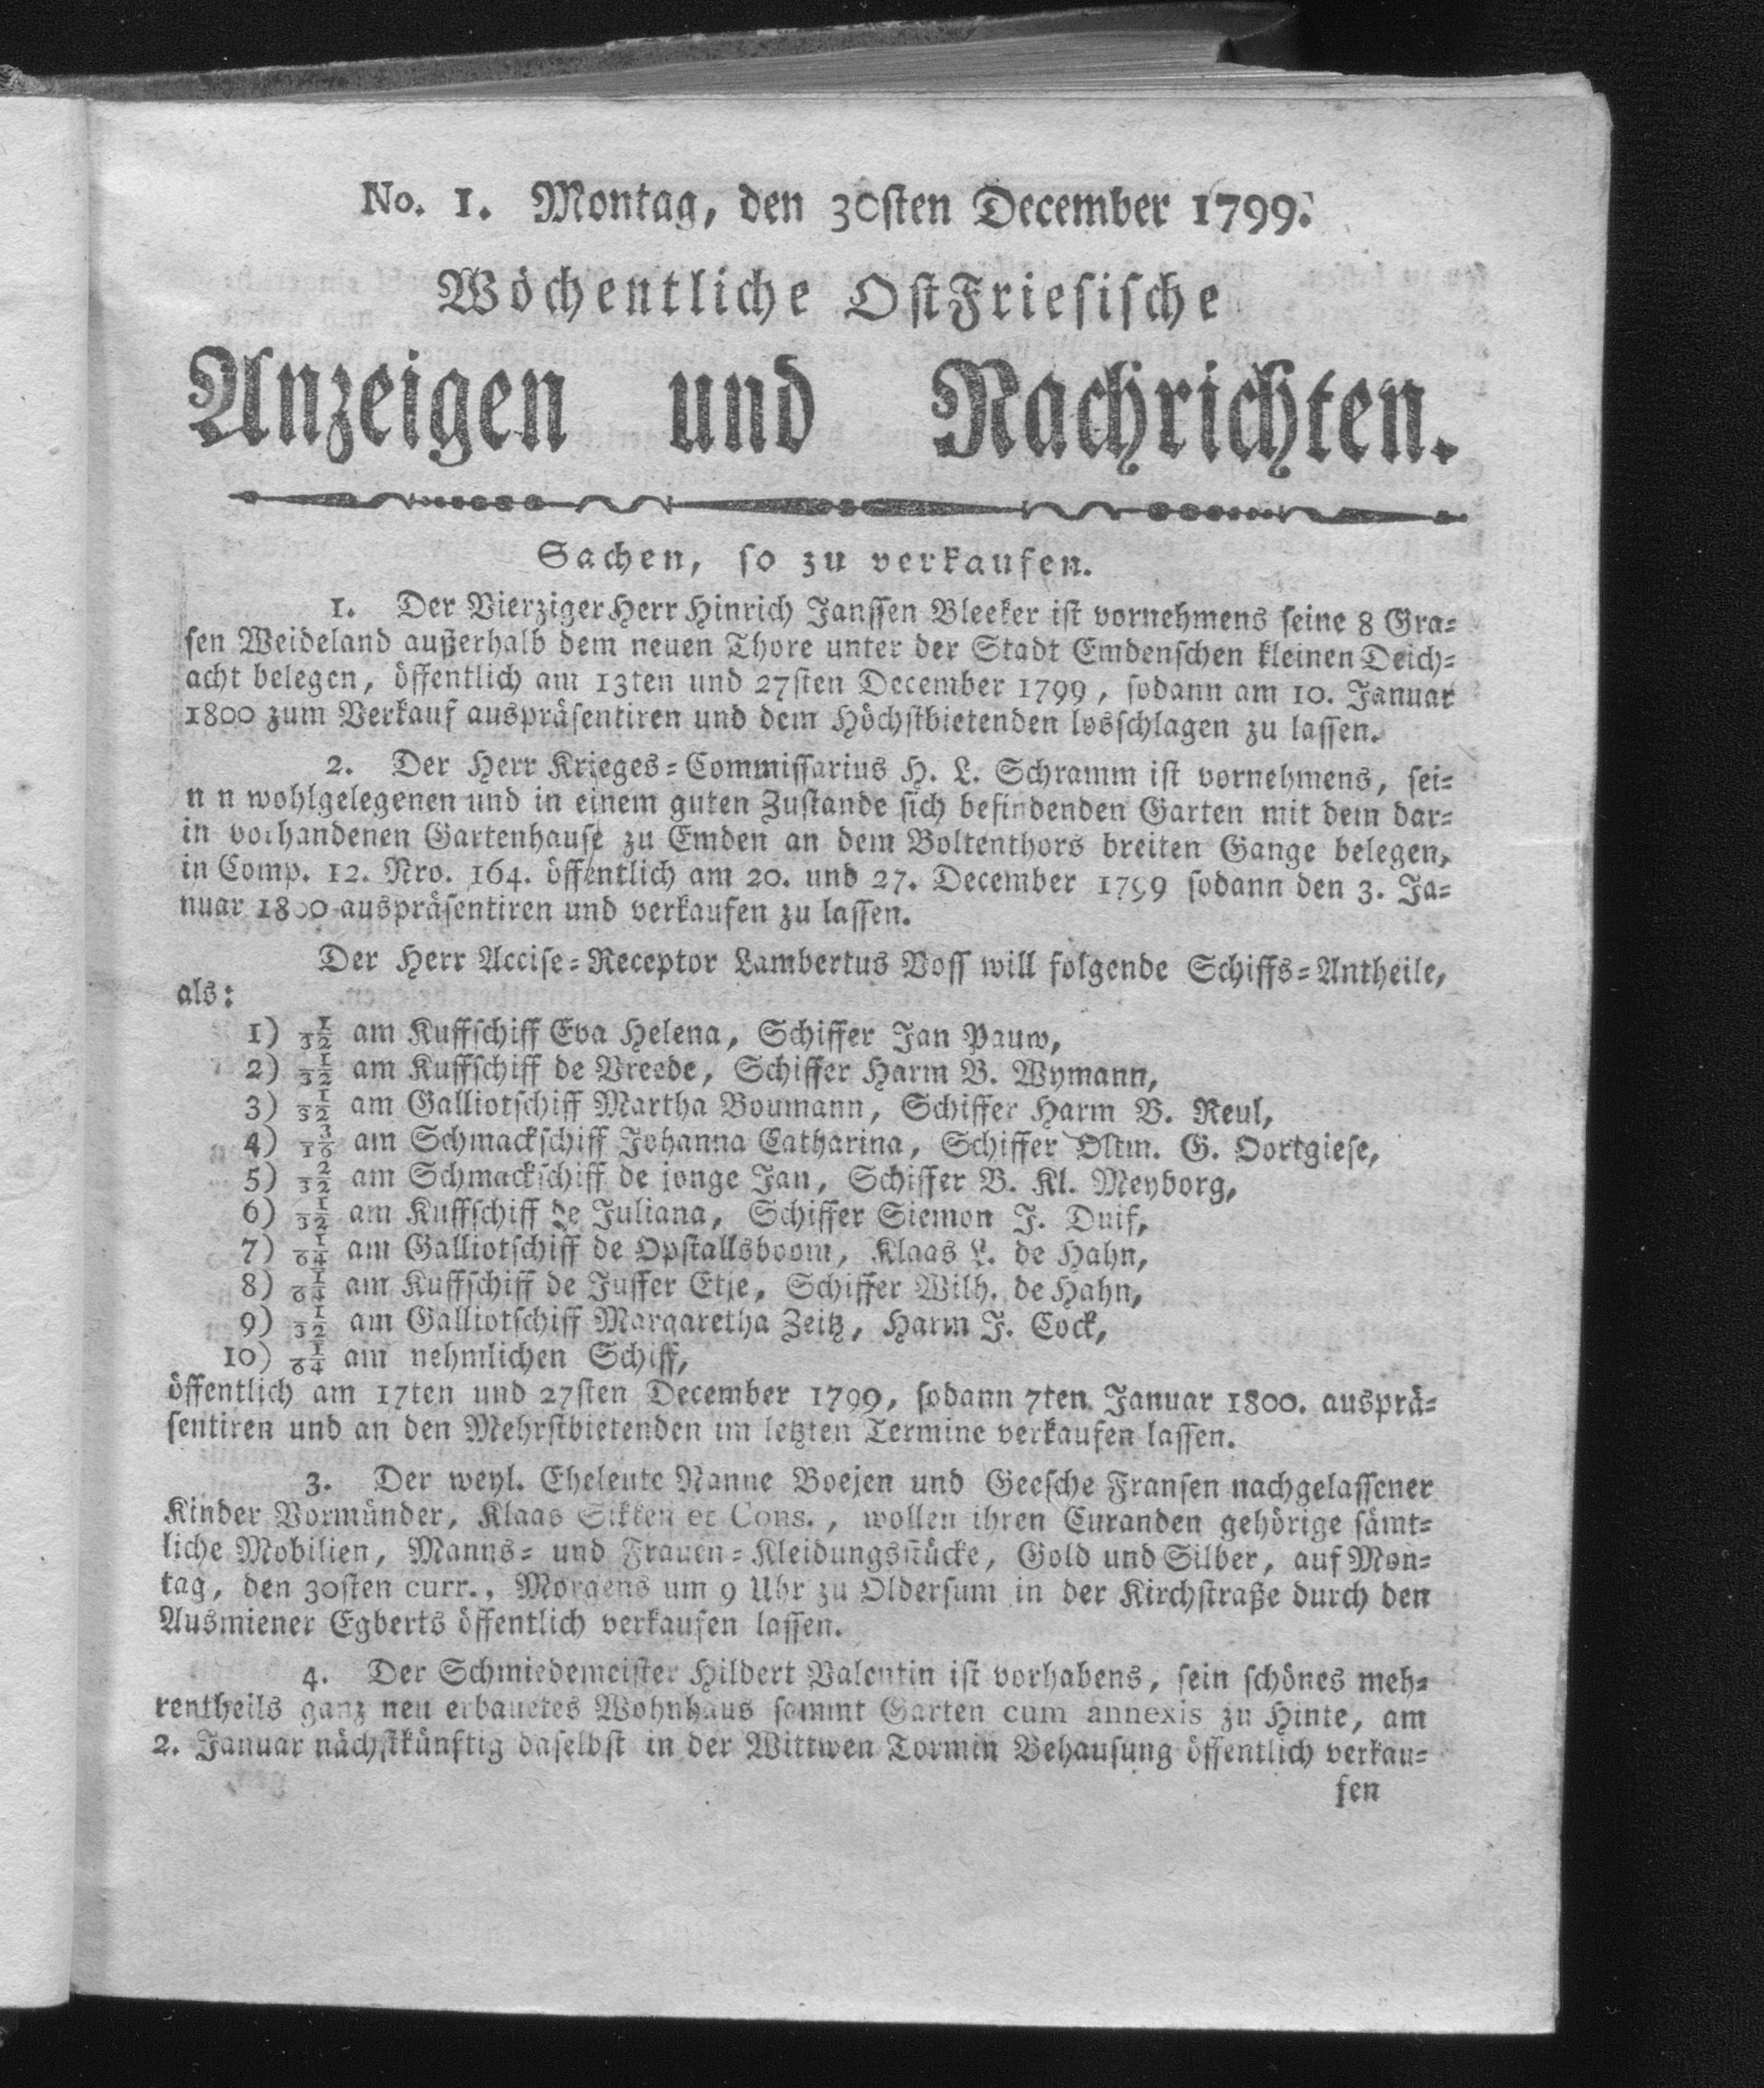 No. 1. Montag, den 30sten December 1799.
Wöchentliche OstFriesische
Anzeigen und Nachrichten.
Sachen, so zu verkaufen.
1. Der Vierziger Herr Hinrich Janssen Bleeker ist vornehmens seine 8 Gra=
sen Weideland außerhalb dem neuen Thore unter der Stadt Emdenschen kleinen Deich=
acht belegen, öffentlich am 13ten und 27sten December 1799, sodann am 10. Januar
1800 zum Verkauf auspräsentiren und dem Höchstbietenden losschlagen zu lassen.
2. Der Herr Krieges=Commissarius H. L. Schramm ist vornehmens, sei=
n n wohlgelegenen und in einem guten Zustande sich befindenden Garten mit dem dar=
in vorhandenen Gartenhause zu Emden an dem Boltenthors breiten Gange belegen,
in Comp. 12. Nro. 164. öffentlich am 20. und 27. December 1799 sodann den 3. Ja=
nuar 1800 auspräsentiren und verkaufen zu lassen.
Der Herr Accise=Receptor Lambertus Voss will folgende Schiffs=Antheile,
als:
1) 1/32 am Kuffschiff Eva Helena, Schiffer Jan Pauw,
2) 1/32 am Kuffschiff de Vreede, Schiffer Harm B. Wymann,
3) 1/32 am Galliotschiff Martha Boumann, Schiffer Harm B. Reul,
4) 3/16 am Schmackschiff Johanna Catharina, Schiffer Oltm. G. Oortgiese,
5) 2/32 am Schmackschiff de jonge Jan, Schiffer B. Kl. Meyborg,
6) 1/32 am Kuffschiff de Juliana, Schiffer Siemon J. Duif,
7) 1/64 am Galliotschiff de Opstallsboom, Klaas L. de Hahn,
8) 1/64 am Kuffschiff de Juffer Etje, Schiffer Wilh. de Hahn,
9) 1/32 am Galliotschiff Margaretha Zeitz, Harm J. Cock,
10) 1/64 am nehmlichen Schiff,
öffentlich am 17ten und 27sten December 1799, sodann 7ten Januar 1800. ausprä=
sentiren und an den Mehrstbietenden im letzten Termine verkaufen lassen.
3. Der weyl. Eheleute Nanne Boejen und Geesche Fransen nachgelassener
Kinder Vormünder, Klaas Sikken et Cons., wollen ihren Curanden gehörige sämt=
liche Mobilien, Manns= und Frauen=Kleidungsstücke, Gold und Silber, auf Mon=
tag, den 30sten curr., Morgens um 9 Uhr zu Oldersum in der Kirchstraße durch den
Ausmiener Egberts öffentlich verkaufen lassen.
4. Der Schmiedemeister Hildert Valentin ist vorhabens, sein schönes meh=
rentheils ganz neu erbauetes Wohnhaus sammt Garten cum annexis zu Hinte, am
2. Januar nächstkünftig daselbst in der Wittwen Tormin Behausung öffentlich verkau=
fen